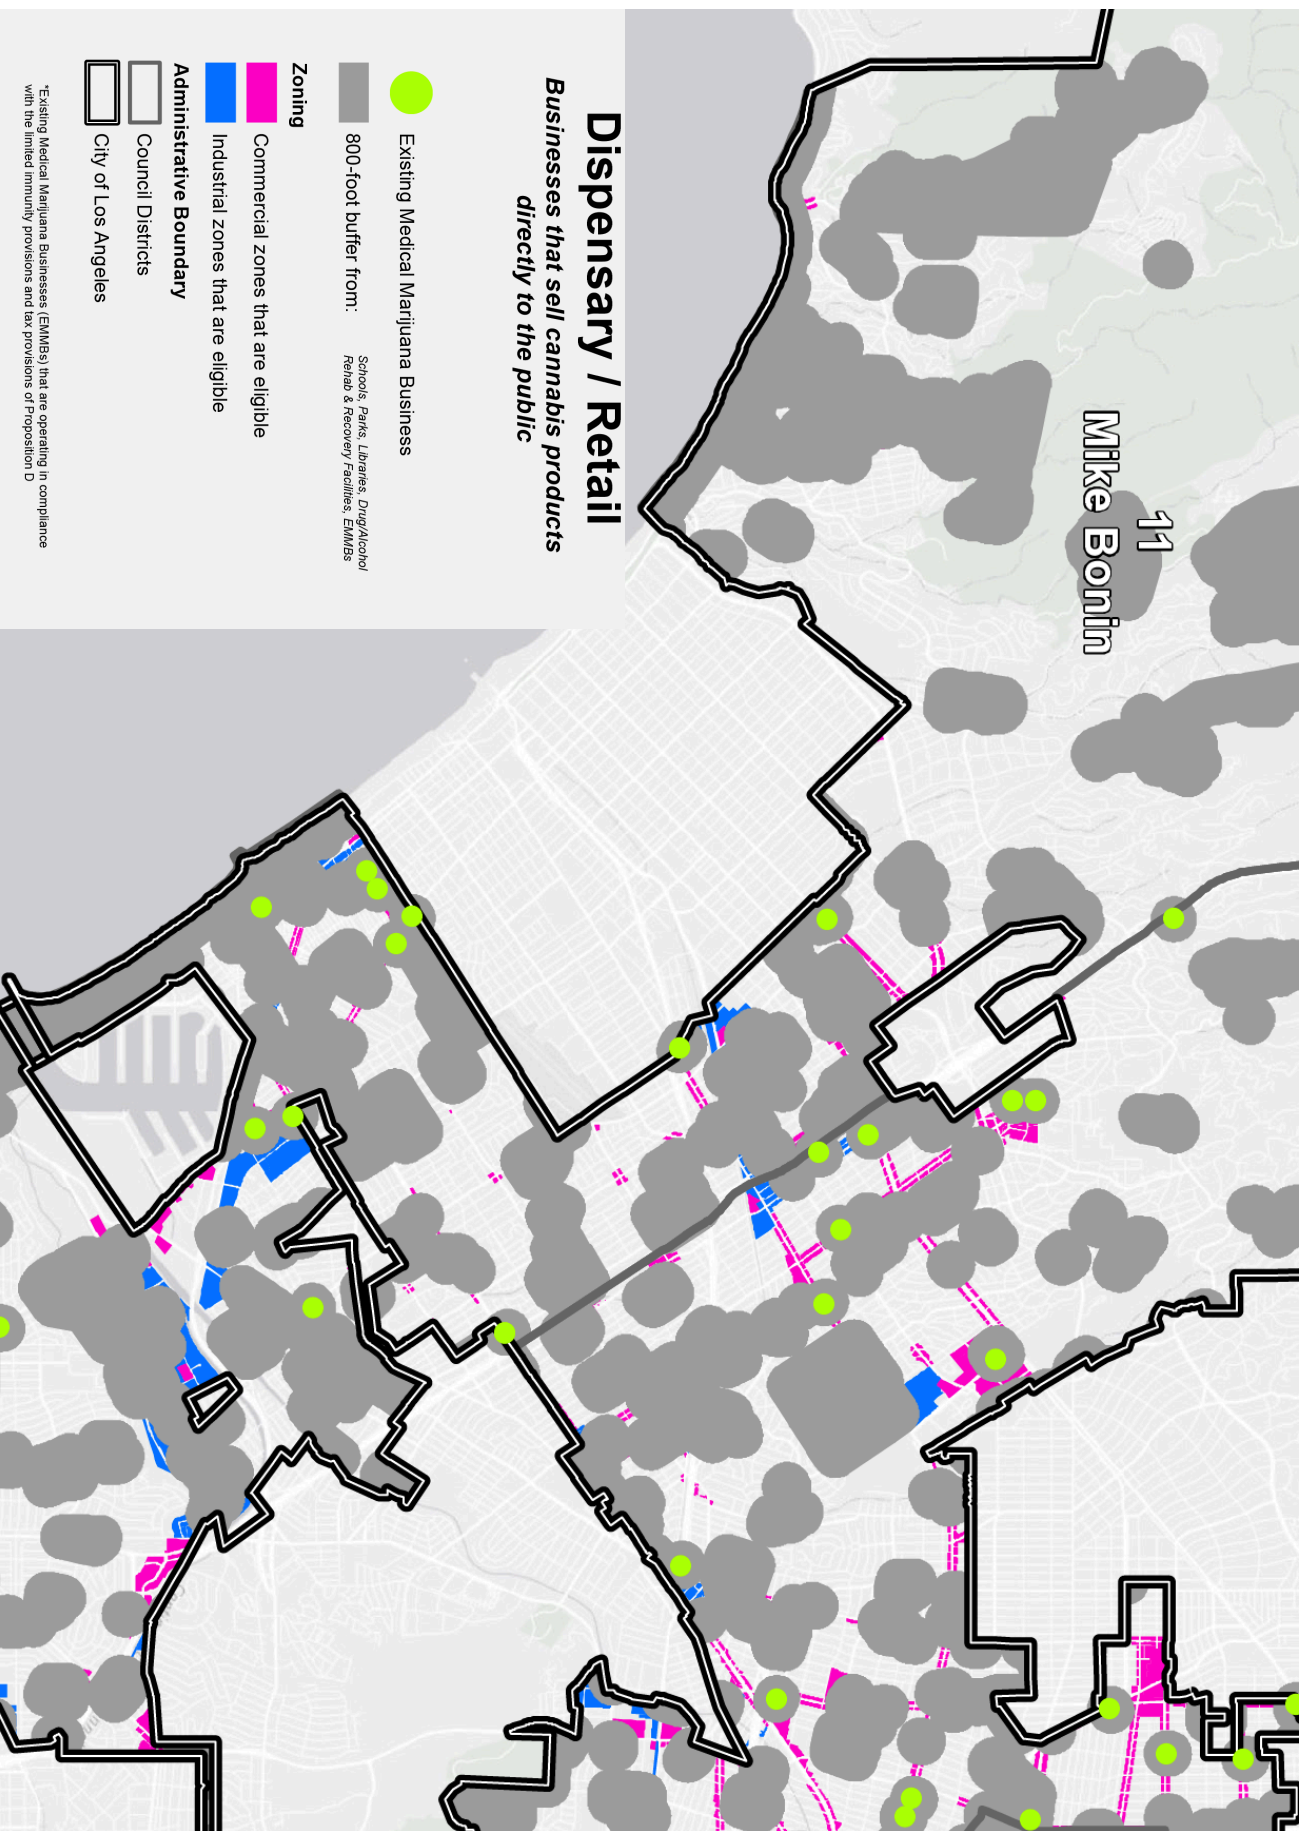 Dispensary / Retail
Businesses that sell cannabis products
directly to the public
Existing Medical Marijuana Business
800-foot buffer from:
Schools, Parks, Libraries, Drug/Alcohol
Rehab & Recovery Facilities, EMMBs
Zoning
Commercial zones that are eligible
Industrial zones that are eligible
Administrative Boundary
Council Districts
City of Los Angeles
*Existing Medical Marijuana Businesses (EMMBs) that are operating in compliance
with the limited immunity provisions and tax provisions of Proposition D
11
Mike Bonin